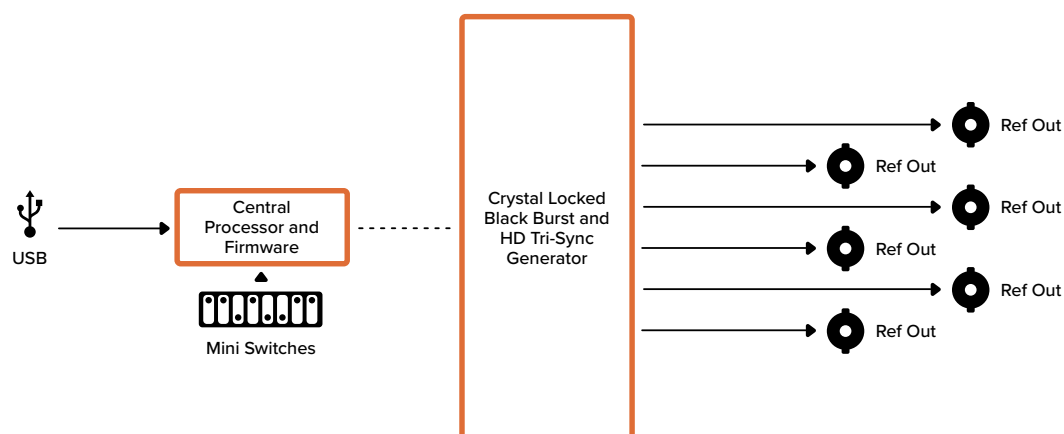 USB
Central
Processor and
Firmware
Mini Switches
Crystal Locked
Black Burst and
HD Tri-Sync
Generator
Ref Out
Ref Out
Ref Out
Ref Out
Ref Out
Ref Out